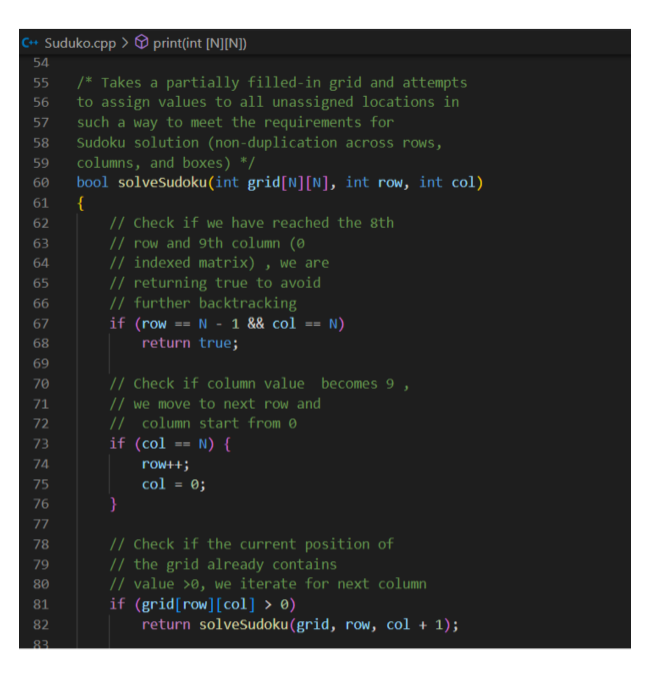 C++ Suduko.cpp > print(int [N][N])
54
55 /* Takes a partially filled-in grid and attempts
56 to assign values to all unassigned locations in
57 such a way to meet the requirements for
58 Sudoku solution (non-duplication across rows,
59 columns, and boxes) */
60 bool solveSudoku(int grid[N][N], int row, int col)
61 {
62     // Check if we have reached the 8th
63     // row and 9th column (0
64     // indexed matrix) , we are
65     // returning true to avoid
66     // further backtracking
67     if (row == N - 1 && col == N)
68         return true;
69
70     // Check if column value  becomes 9 ,
71     // we move to next row and
72     //  column start from 0
73     if (col == N) {
74         row++;
75         col = 0;
76     }
77
78     // Check if the current position of
79     // the grid already contains
80     // value >0, we iterate for next column
81     if (grid[row][col] > 0)
82         return solveSudoku(grid, row, col + 1);
83